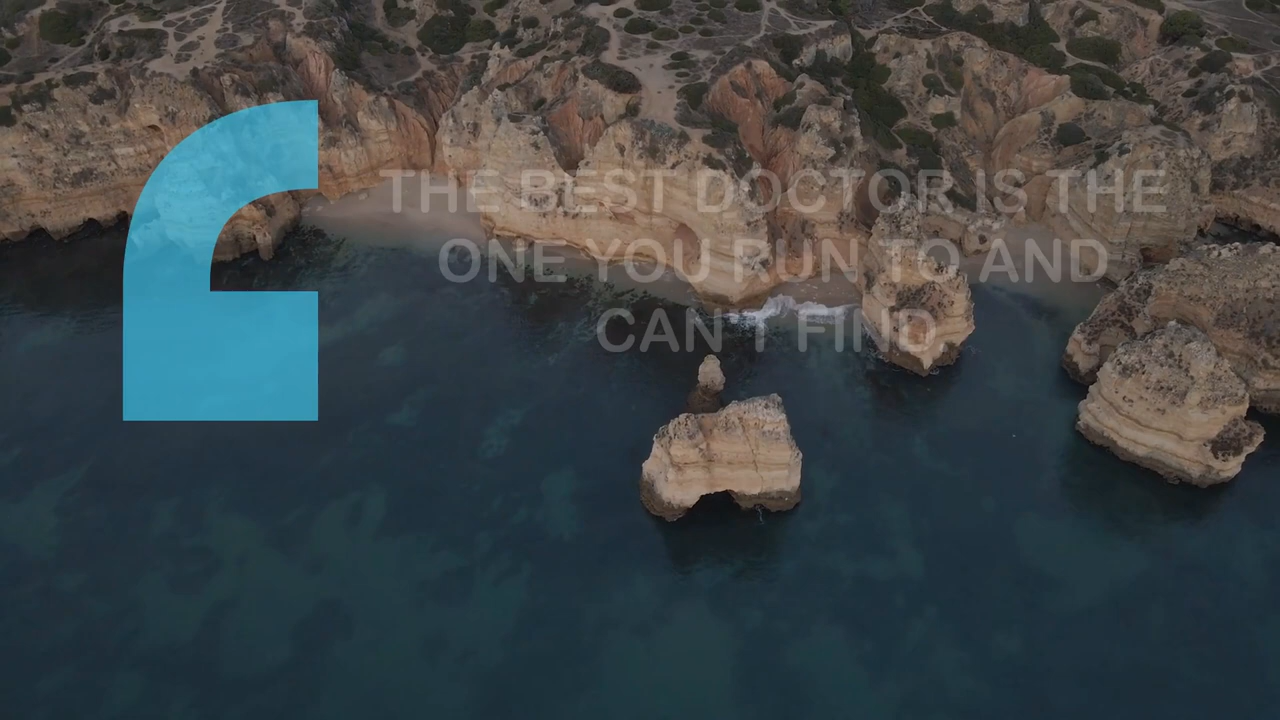 THE BEST DOCTOR IS THE
ONE YOU RUN TO AND
CAN'T FIND